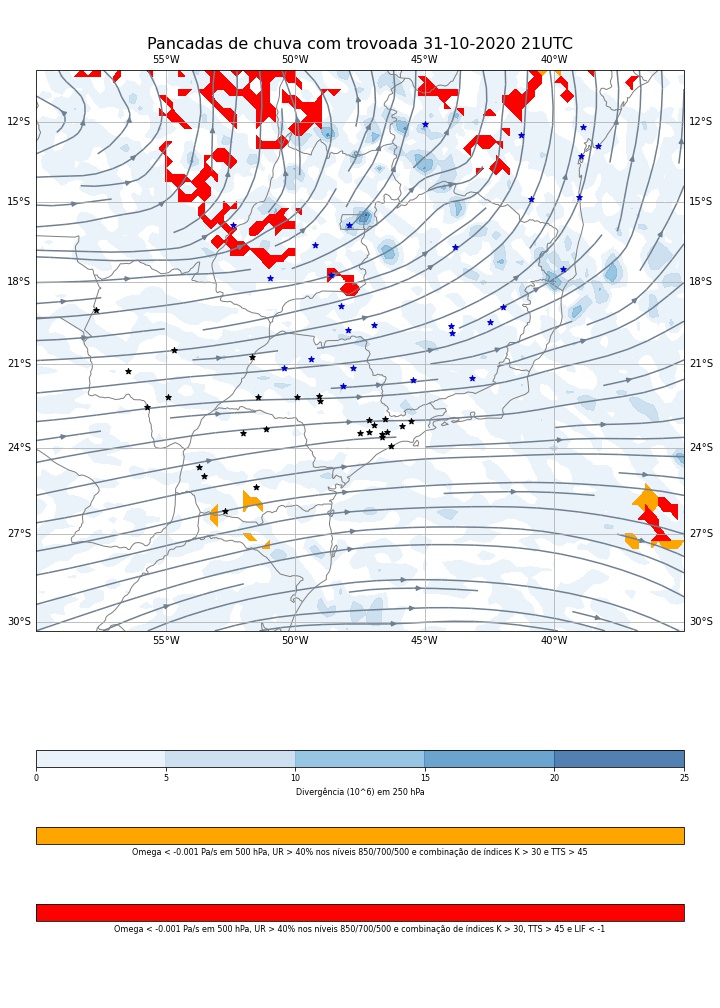 Pancadas de chuva com trovoada 31-10-2020 21UTC
55°W 50°W 45°W 40°W
12°S 12°S
15°S 15°S
18°S 18°S
21°S 21°S
24°S 24°S
27°S 27°S
30°S 30°S
55°W 50°W 45°W 40°W
0 5 10 15 20 25
Divergência (10^6) em 250 hPa
Omega < -0.001 Pa/s em 500 hPa, UR > 40% nos níveis 850/700/500 e combinação de índices K > 30 e TTS > 45
Omega < -0.001 Pa/s em 500 hPa, UR > 40% nos níveis 850/700/500 e combinação de índices K > 30, TTS > 45 e LIF < -1